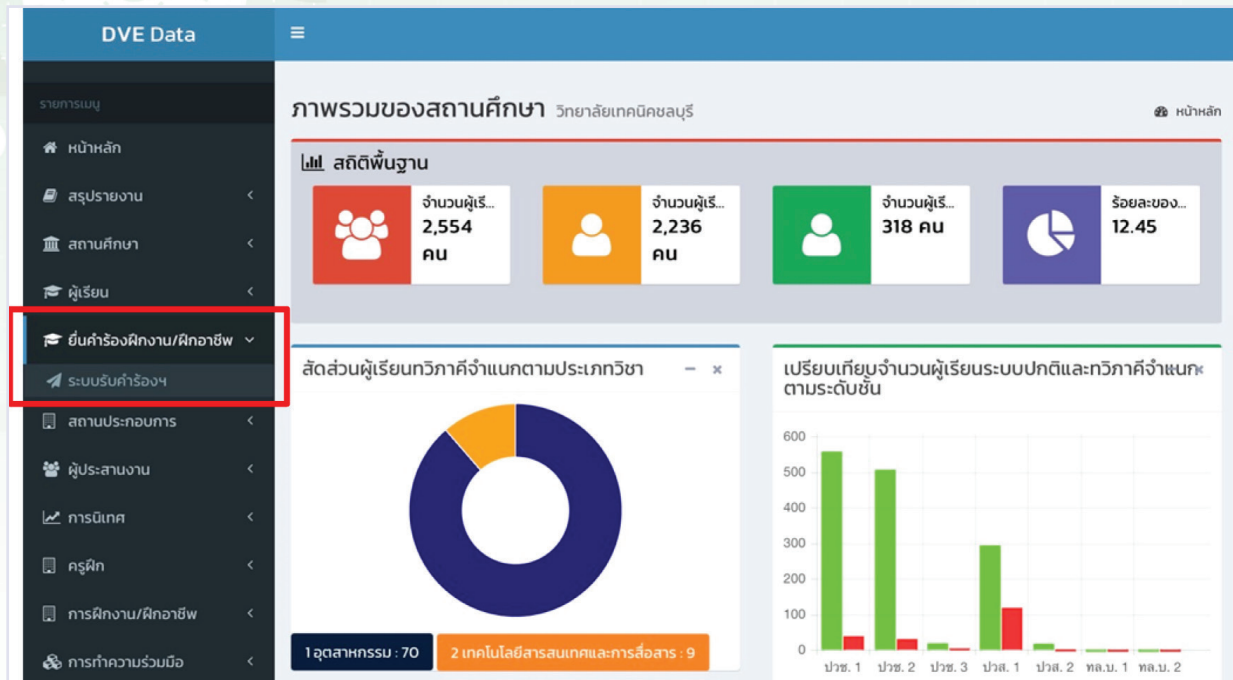 DVE Data
รายการเมนู
หน้าหลัก
สรุปรายงาน
สถานศึกษา
ผู้เรียน
ยื่นคำร้องฝึกงาน/ฝึกอาชีพ
ระบบรับคำร้องฯ
สถานประกอบการ
ผู้ประสานงาน
การนิเทศ
ครูฝึก
การฝึกงาน/ฝึกอาชีพ
การทำความร่วมมือ
ภาพรวมของสถานศึกษา วิทยาลัยเทคนิคชลบุรี
หน้าหลัก
สถิติพื้นฐาน
จำนวนผู้เรี...
2,554
คน
จำนวนผู้เรี...
2,236
คน
จำนวนผู้เรี...
318 คน
ร้อยละของ...
12.45
สัดส่วนผู้เรียนทวิภาคีจำแนกตามประเภทวิชา
1 อุตสาหกรรม : 70
2 เทคโนโลยีสารสนเทศและการสื่อสาร : 9
เปรียบเทียบจำนวนผู้เรียนระบบปกติและทวิภาคีจำแนก
ตามระดับชั้น
600
500
400
300
200
100
0
ปวช. 1 ปวช. 2 ปวช. 3 ปวส. 1 ปวส. 2 ทล.บ. 1 ทล.บ. 2